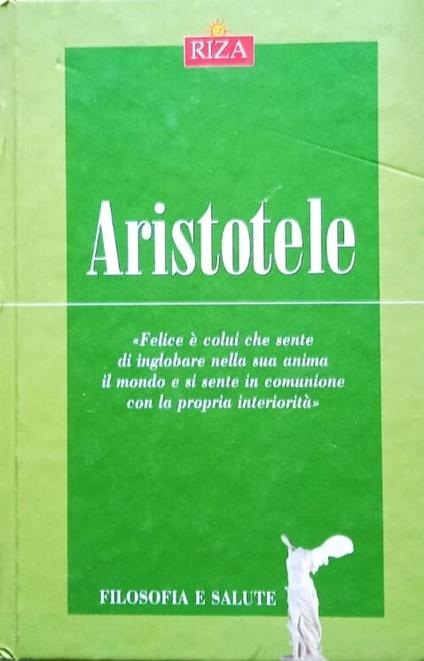 RIZA
Aristotele
«Felice è colui che sente
di inglobare nella sua anima
il mondo e si sente in comunione
con la propria interiorità»
FILOSOFIA E SALUTE